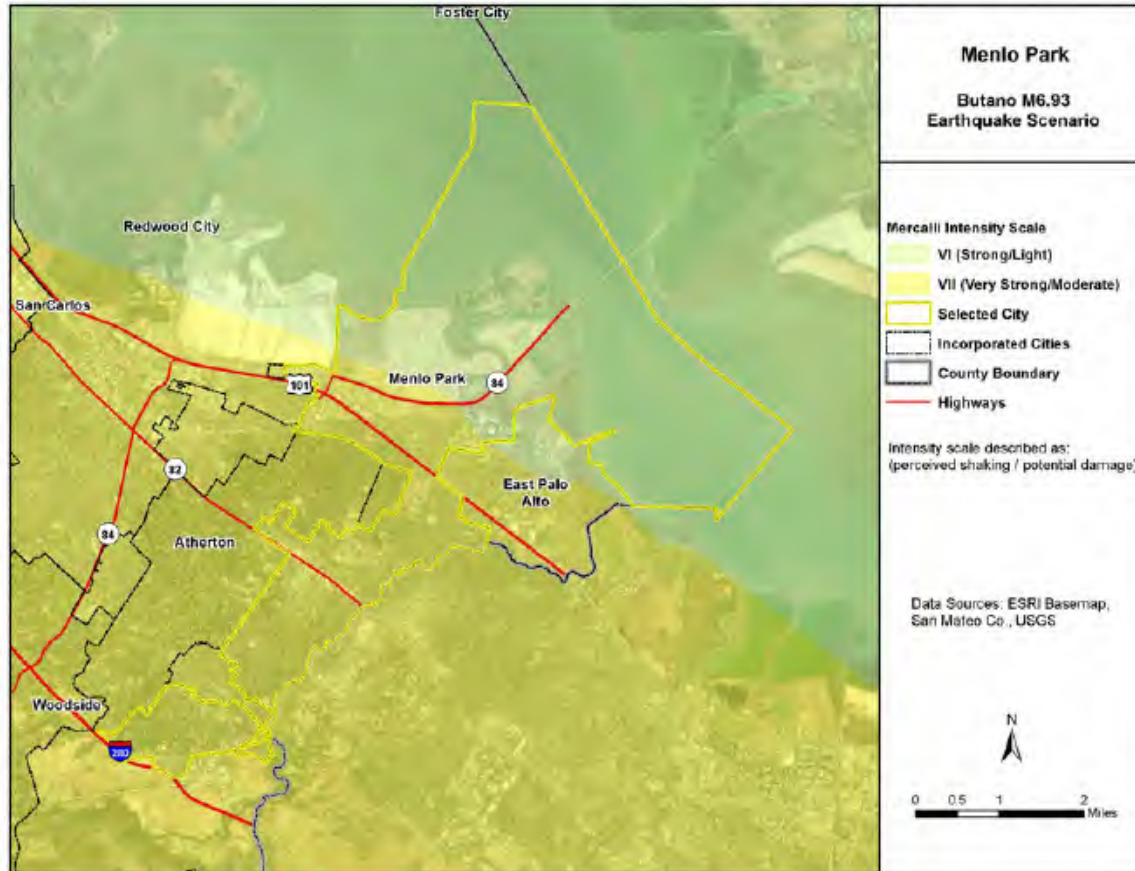 Foster City
Redwood City
San Carlos
Menlo Park
101
84
82
East Palo
Alto
84
Atherton
Woodside
280
Menlo Park
Butano M6.93
Earthquake Scenario
Mercalli Intensity Scale
VI (Strong/Light)
VII (Very Strong/Moderate)
Selected City
Incorporated Cities
County Boundary
Highways
Intensity scale described as:
(perceived shaking / potential damage)
Data Sources: ESRI Basemap,
San Mateo Co., USGS
N
0 0.5 1 2
Miles